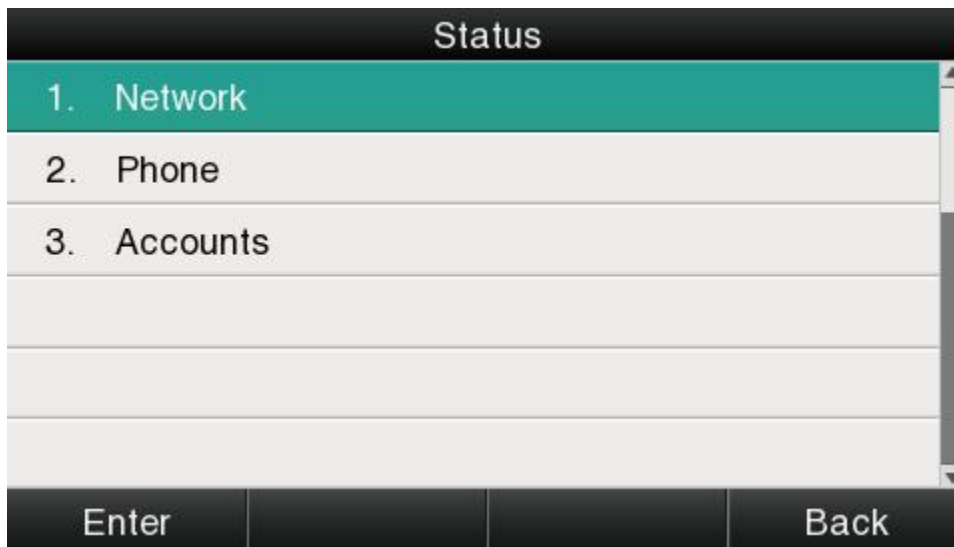 Status
1. Network
2. Phone
3. Accounts
Enter Back